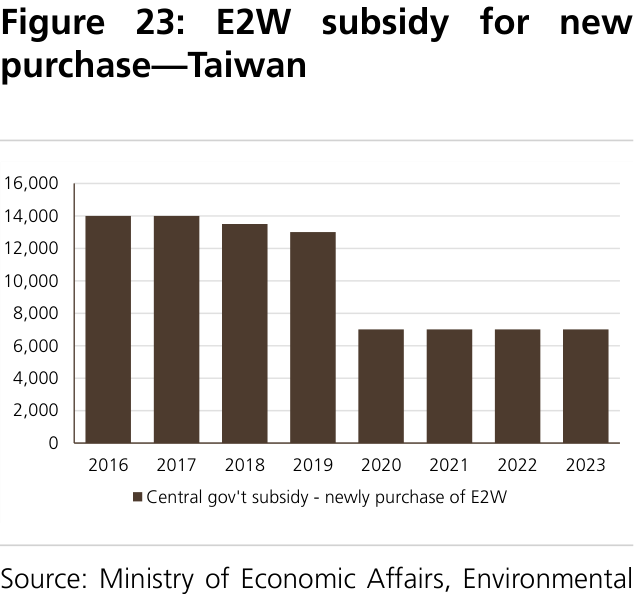 Figure 23: E2W subsidy for new
purchase—Taiwan
16,000
14,000
12,000
10,000
8,000
6,000
4,000
2,000
0
2016 2017 2018 2019 2020 2021 2022 2023
Central gov't subsidy - newly purchase of E2W
Source: Ministry of Economic Affairs, Environmental